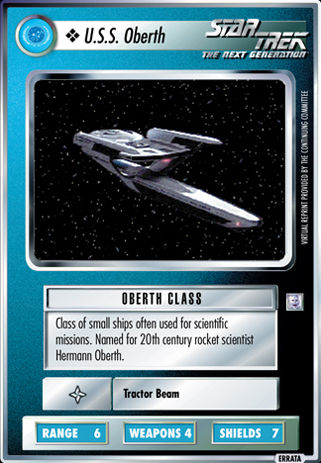 ❖ U.S.S. Oberth
STAR TREK
THE NEXT GENERATION
VIRTUAL REPRINT PROVIDED BY THE CONTINUING COMMITTEE
OBERTH CLASS
Class of small ships often used for scientific
missions. Named for 20th century rocket scientist
Hermann Oberth.
Tractor Beam
RANGE 6 WEAPONS 4 SHIELDS 7
ERRATA